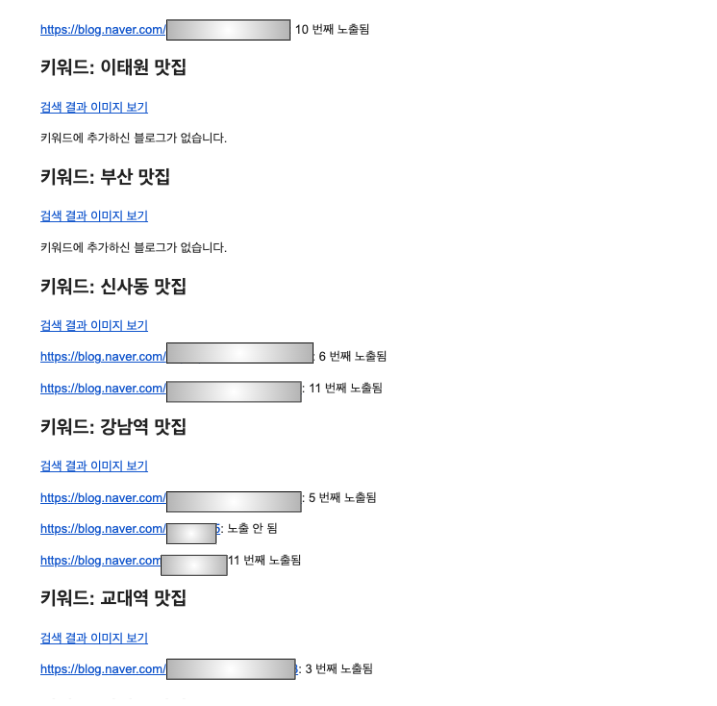 https://blog.naver.com/ 10 번째 노출됨
키워드: 이태원 맛집
검색 결과 이미지 보기
키워드에 추가하신 블로그가 없습니다.
키워드: 부산 맛집
검색 결과 이미지 보기
키워드에 추가하신 블로그가 없습니다.
키워드: 신사동 맛집
검색 결과 이미지 보기
https://blog.naver.com/ : 6 번째 노출됨
https://blog.naver.com/ : 11 번째 노출됨
키워드: 강남역 맛집
검색 결과 이미지 보기
https://blog.naver.com/ : 5 번째 노출됨
https://blog.naver.com/ : 노출 안 됨
https://blog.naver.com 11 번째 노출됨
키워드: 교대역 맛집
검색 결과 이미지 보기
https://blog.naver.com/ : 3 번째 노출됨